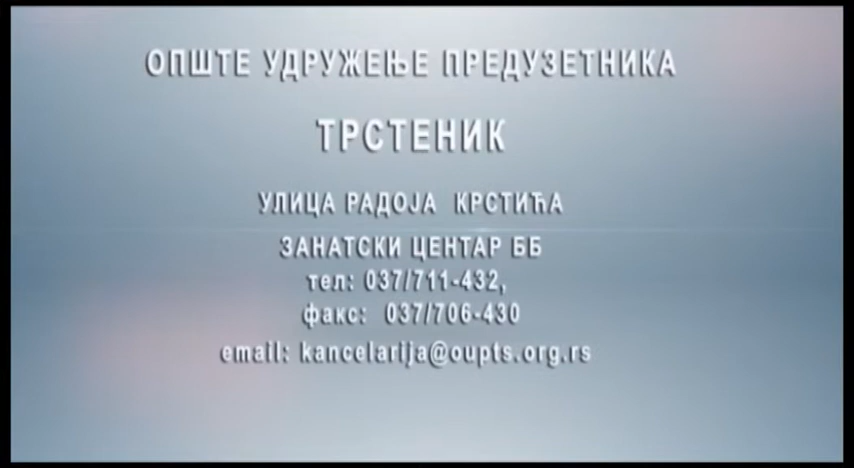 ОПШТЕ УДРУЖЕЊЕ ПРЕДУЗЕТНИКА
ТРСТЕНИК
УЛИЦА РАДОЈА КРСТИЋА
ЗАНАТСКИ ЦЕНТАР ББ
тел: 037/711-432,
факс: 037/706-430
email: kancelarija@oupts.org.rs